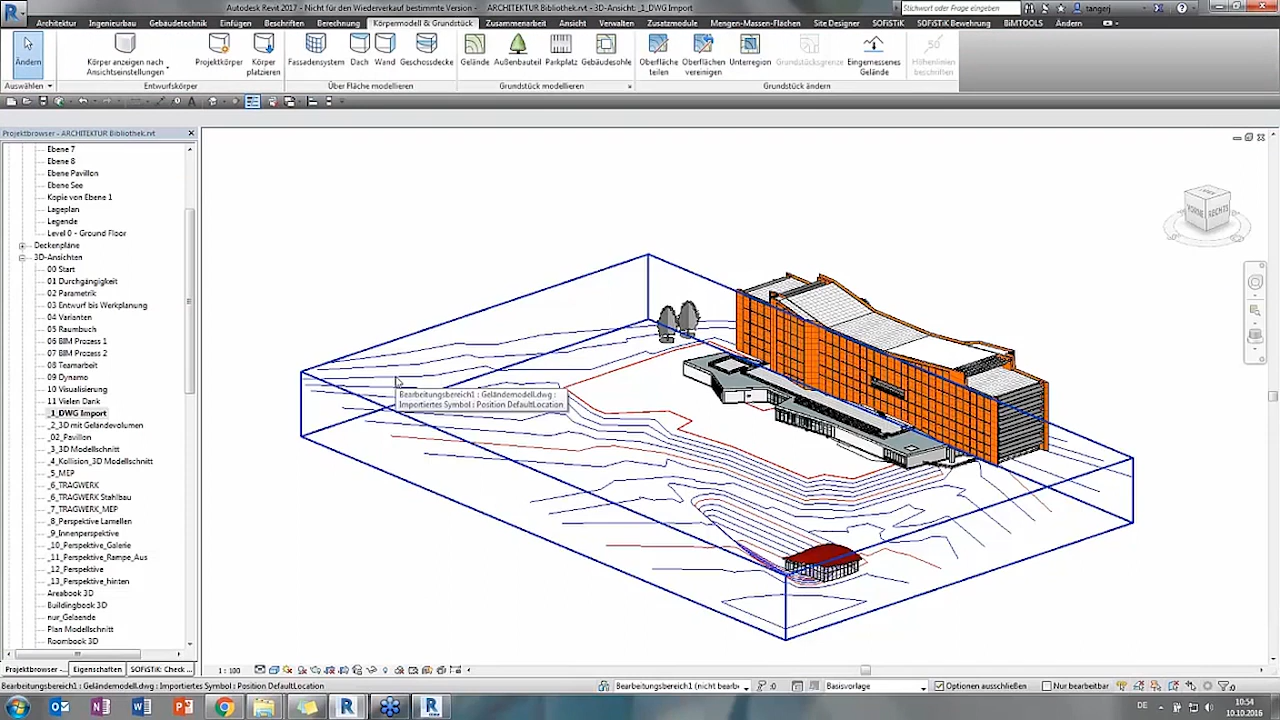 Autodesk Revit 2017 - Nicht für den Wiederverkauf bestimmte Version - ARCHITEKTUR Bibliothek.rvt - 3D-Ansicht: _1_DWG Import
Stichwort oder Frage eingeben
tangerj
Architektur Ingenieurbau Gebäudetechnik Einfügen Beschriften Berechnung Körpermodell & Grundstück Zusammenarbeit Ansicht Verwalten Zusatzmodule Mengen-Massen-Flächen Site Designer SOFiSTiK SOFiSTiK Bewehrung BiMTOOLS Ändern
Ändern
Körper anzeigen nach
Ansichtseinstellungen
Projektkörper
Körper
platzieren
Fassadensystem
Dach
Wand
Geschossdecke
Gelände
Außenbauteil
Parkplatz
Gebäudesohle
Oberfläche
teilen
Oberflächen
vereinigen
Unterregion
Grundstücksgrenze
Eingemessenes
Gelände
50
Höhenlinien
beschriften
Auswählen
Entwurfskörper
Über Fläche modellieren
Grundstück modellieren
Grundstück ändern
Projektbrowser - ARCHITEKTUR Bibliothek.rvt
Ebene 7
Ebene 8
Ebene Pavillon
Ebene See
Kopie von Ebene 1
Lageplan
Legende
Level 0 - Ground Floor
Deckenpläne
3D-Ansichten
00 Start
01 Durchgängigkeit
02 Parametrik
03 Entwurf bis Werkplanung
04 Varianten
05 Raumbuch
06 BIM Prozess 1
07 BIM Prozess 2
08 Teamarbeit
09 Dynamo
10 Visualisierung
11 Vielen Dank
_1_DWG Import
_2_3D mit Geländevolumen
_02_Pavillon
_3_3D Modellschnitt
_4_Kollision_3D Modellschnitt
_5_MEP
_6_TRAGWERK
_6_TRAGWERK Stahlbau
_7_TRAGWERK_MEP
_8_Perspektive Lamellen
_9_Innenperspektive
_10_Perspektive_Galerie
_11_Perspektive_Rampe_Aus
_12_Perspektive
_13_Perspektive_hinten
Areabook 3D
Buildingbook 3D
nur_Gelaende
Plan Modellschnitt
Roombook 3D
VORNE
RECHTS
Bearbeitungsbereich1 : Geländemodell.dwg :
Importiertes Symbol : Position DefaultLocation
Projektbrowser -...
Eigenschaften
SOFiSTiK: Check ...
1 : 100
Bearbeitungsbereich1 : Geländemodell.dwg : Importiertes Symbol : Position DefaultLocation
Bearbeitungsbereich1 (nicht bearb
:0
Basisvorlage
Optionen ausschließen
Nur bearbeitbar
:0
DE
10:54
10.10.2016